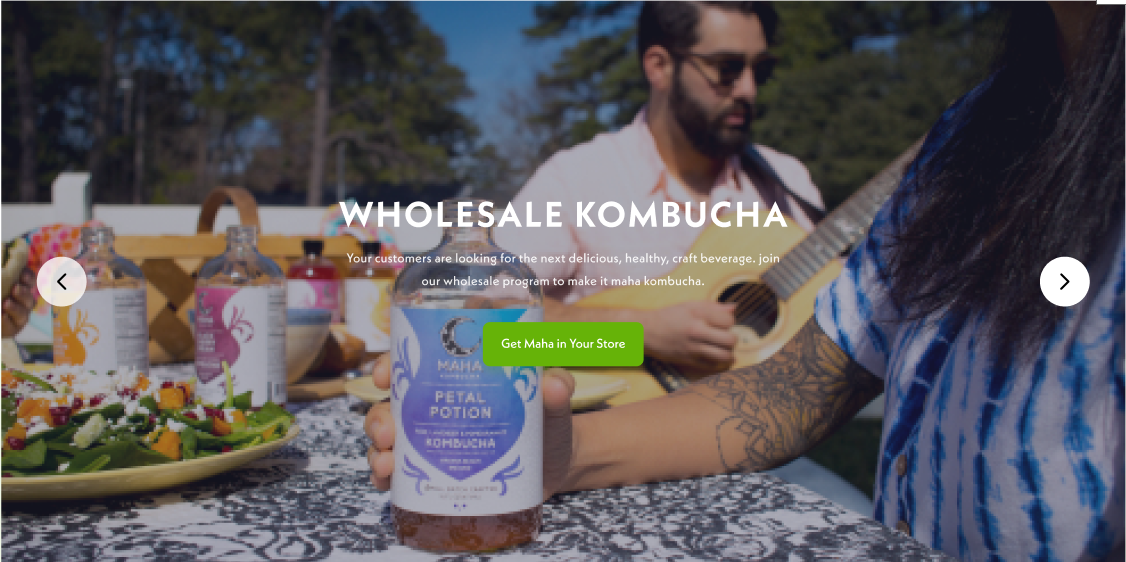 WHOLESALE KOMBUCHA
Your customers are looking for the next delicious, healthy, craft beverage. join
our wholesale program to make it maha kombucha.
Get Maha in Your Store
MAHA
KOMBUCHA
PETAL
POTION
KOMBUCHA